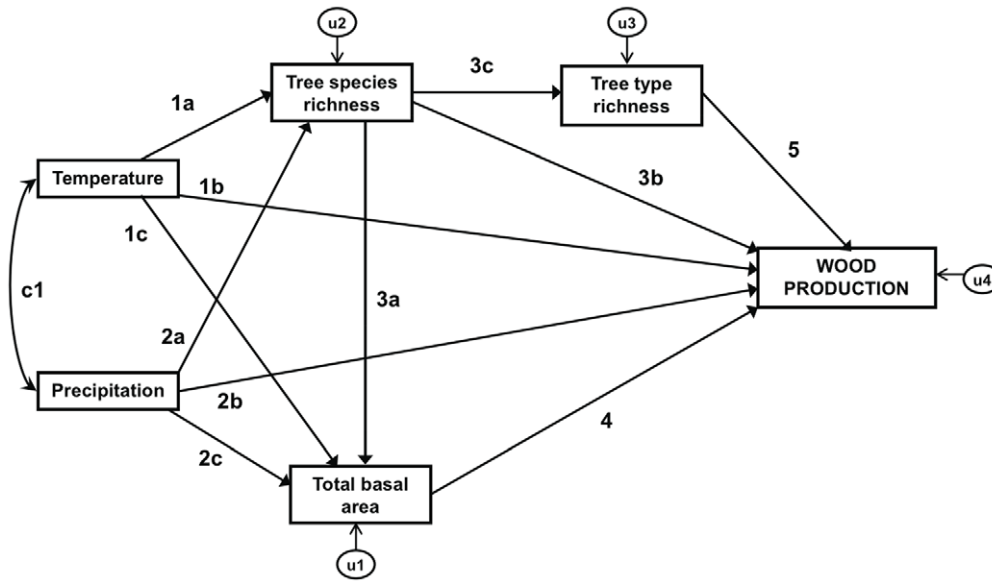 u2
u3
Tree species
richness
3c
Tree type
richness
1a
5
Temperature
1b
3b
1c
WOOD
PRODUCTION
u4
c1
3a
2a
Precipitation
2b
4
2c
Total basal
area
u1